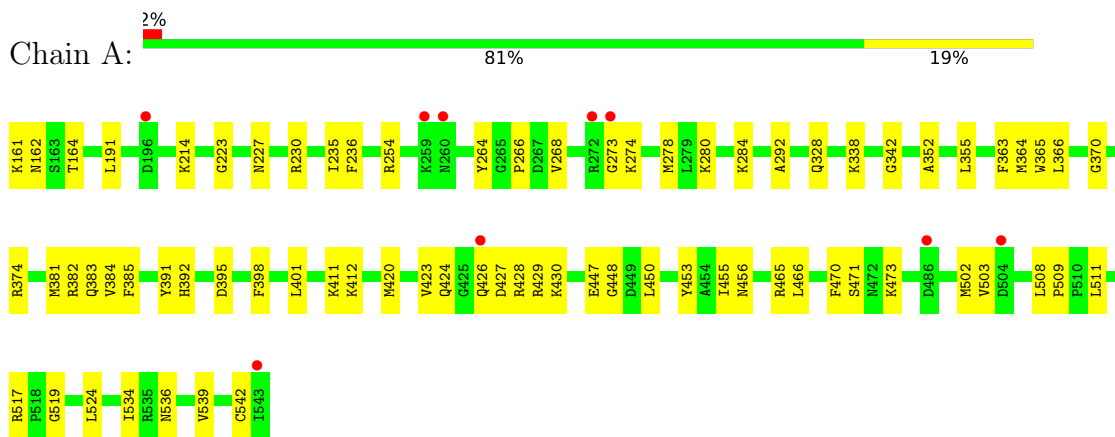 2%
Chain A:
81% 19%
K161 N162 S163 T164 L191 D196 K214 G223 N227 R230 I235 F236 R254 K259 N260 Y264 G265 P266 D267 V268 R272 G273 K274 M278 L279 K280 K284 A292 Q328 K338 G342 A352 L355 F363 M364 W365 L366 G370
R374 M381 R382 Q383 V384 F385 Y391 H392 D395 F398 L401 K411 K412 M420 V423 Q424 G425 Q426 D427 R428 R429 K430 E447 G448 D449 L450 Y453 A454 I455 N456 R465 L466 F470 S471 N472 K473 D486 M502 V503 D504 L508 P509 P510 L511
R517 P518 G519 L524 I534 R535 N536 V539 C542 I543